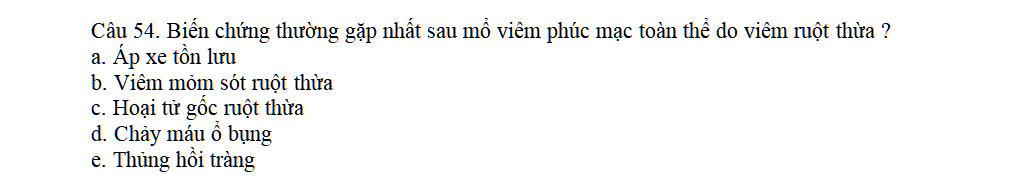 Câu 54. Biến chứng thường gặp nhất sau mổ viêm phúc mạc toàn thể do viêm ruột thừa ?
a. Áp xe tồn lưu
b. Viêm mỏm sót ruột thừa
c. Hoại tử gốc ruột thừa
d. Chảy máu ổ bụng
e. Thủng hồi tràng